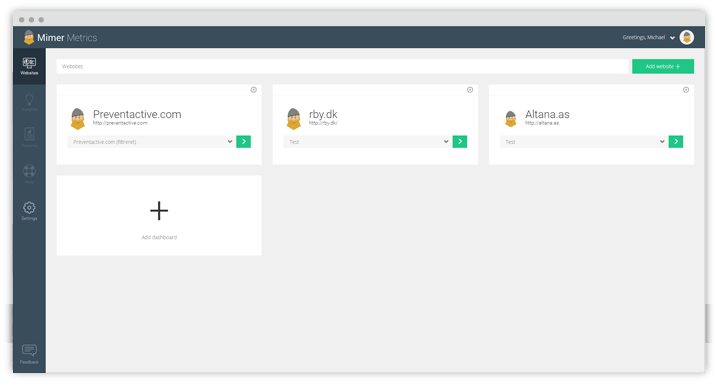 Mimer Metrics
Greetings, Michael
Websites
Websites
Add website +
Preventactive.com
http://preventactive.com
Preventactive.com (filtreret)
rby.dk
http://rby.dk/
Test
Altana.as
http://altana.as
Test
Settings
Add dashboard
Feedback